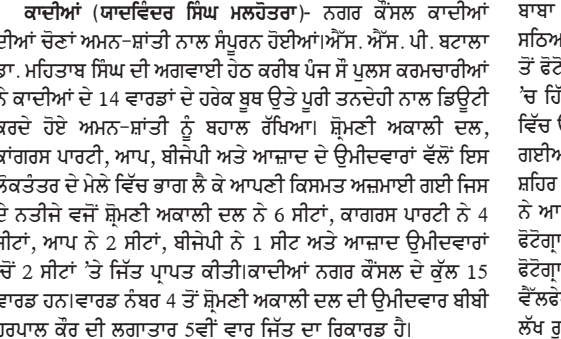 ਕਾਦੀਆਂ (ਯਾਦਵਿੰਦਰ ਸਿੰਘ ਮਲਹੋਤਰਾ)- ਨਗਰ ਕੌਂਸਲ ਕਾਦੀਆਂ
ਦੀਆਂ ਚੋਣਾਂ ਅਮਨ-ਸ਼ਾਂਤੀ ਨਾਲ ਸੰਪੂਰਨ ਹੋਈਆਂ।ਐੱਸ. ਐੱਸ. ਪੀ. ਬਟਾਲਾ
ਡਾ. ਮਹਿਤਾਬ ਸਿੰਘ ਦੀ ਅਗਵਾਈ ਹੇਠ ਕਰੀਬ ਪੰਜ ਸੌ ਪੁਲਸ ਕਰਮਚਾਰੀਆਂ
ਨੇ ਕਾਦੀਆਂ ਦੇ 14 ਵਾਰਡਾਂ ਦੇ ਹਰੇਕ ਬੂਥ ਉਤੇ ਪੂਰੀ ਤਨਦੇਹੀ ਨਾਲ ਡਿਊਟੀ
ਕਰਦੇ ਹੋਏ ਅਮਨ-ਸ਼ਾਂਤੀ ਨੂੰ ਬਹਾਲ ਰੱਖਿਆ। ਸ਼੍ਰੋਮਣੀ ਅਕਾਲੀ ਦਲ,
ਕਾਂਗਰਸ ਪਾਰਟੀ, ਆਪ, ਬੀਜੇਪੀ ਅਤੇ ਆਜ਼ਾਦ ਦੇ ਉਮੀਦਵਾਰਾਂ ਵੱਲੋਂ ਇਸ
ਲੋਕਤੰਤਰ ਦੇ ਮੇਲੇ ਵਿੱਚ ਭਾਗ ਲੈ ਕੇ ਆਪਣੀ ਕਿਸਮਤ ਅਜ਼ਮਾਈ ਗਈ ਜਿਸ
ਦੇ ਨਤੀਜੇ ਵਜੋਂ ਸ਼੍ਰੋਮਣੀ ਅਕਾਲੀ ਦਲ ਨੇ 6 ਸੀਟਾਂ, ਕਾਗਰਸ ਪਾਰਟੀ ਨੇ 4
ਸੀਟਾਂ, ਆਪ ਨੇ 2 ਸੀਟਾਂ, ਬੀਜੇਪੀ ਨੇ 1 ਸੀਟ ਅਤੇ ਆਜ਼ਾਦ ਉਮੀਦਵਾਰਾਂ
ਚੋਂ 2 ਸੀਟਾਂ 'ਤੇ ਜਿੱਤ ਪ੍ਰਾਪਤ ਕੀਤੀ।ਕਾਦੀਆਂ ਨਗਰ ਕੌਂਸਲ ਦੇ ਕੁੱਲ 15
ਵਾਰਡ ਹਨ।ਵਾਰਡ ਨੰਬਰ 4 ਤੋਂ ਸ਼੍ਰੋਮਣੀ ਅਕਾਲੀ ਦਲ ਦੀ ਉਮੀਦਵਾਰ ਬੀਬੀ
ਹਰਪਾਲ ਕੌਰ ਦੀ ਲਗਾਤਾਰ 5ਵੀਂ ਵਾਰ ਜਿੱਤ ਦਾ ਰਿਕਾਰਡ ਹੈ।
ਬਾਬਾ
ਤੋਂ
'ਚ
ਵਿੱਚ
ਸ਼ਹਿਰ
ਨੇ
ਲੱਖ